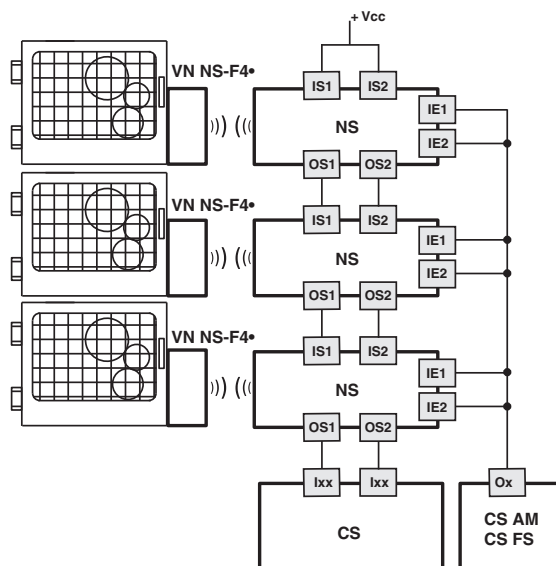 + Vcc
VN NS-F4•
IS1 IS2
IE1
NS
IE2
OS1 OS2
VN NS-F4•
IS1 IS2
IE1
NS
IE2
OS1 OS2
VN NS-F4•
IS1 IS2
IE1
NS
IE2
OS1 OS2
Ixx Ixx
Ox
CS
CS AM
CS FS